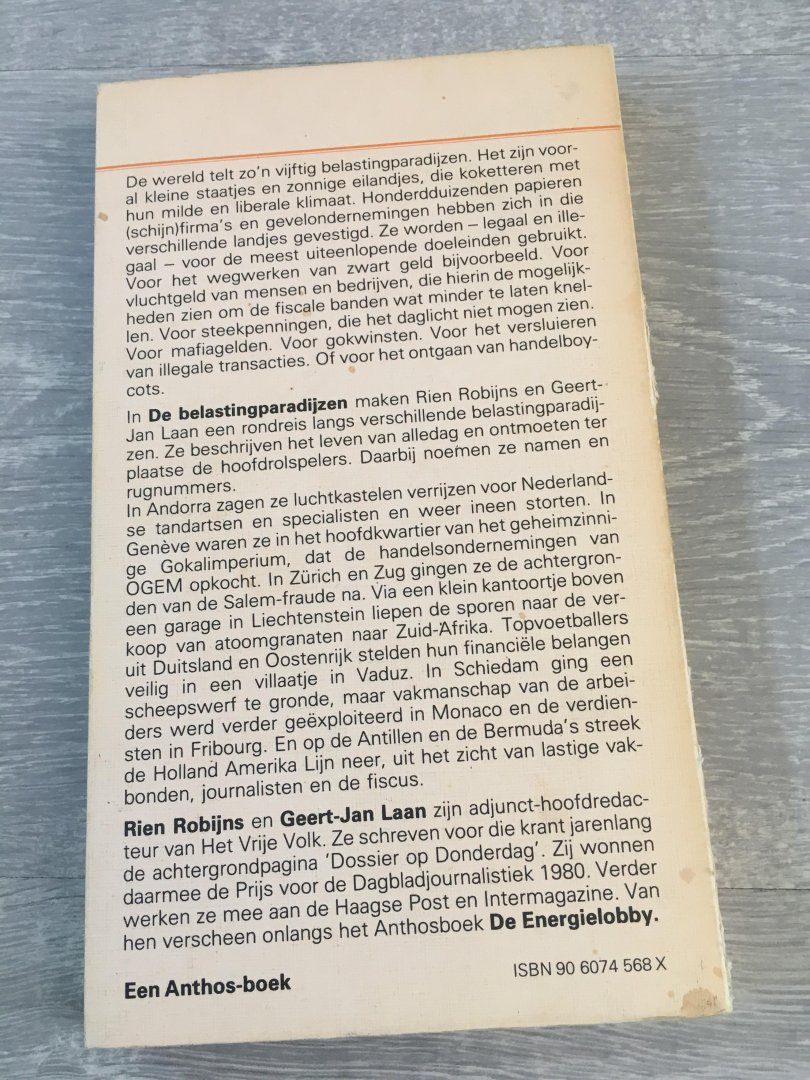 De wereld telt zo'n vijftig belastingparadijzen. Het zijn voor-
al kleine staatjes en zonnige eilandjes, die koketteren met
hun milde en liberale klimaat. Honderdduizenden papieren
(schijn)firma's en gevelondernemingen hebben zich in die
verschillende landjes gevestigd. Ze worden – legaal en ille-
gaal – voor de meest uiteenlopende doeleinden gebruikt.
Voor het wegwerken van zwart geld bijvoorbeeld. Voor
vluchtgeld van mensen en bedrijven, die hierin de mogelijk-
heden zien om de fiscale banden wat minder te laten knel-
len. Voor steekpenningen, die het daglicht niet mogen zien.
Voor mafiagelden. Voor gokwinsten. Voor het versluieren
van illegale transacties. Of voor het ontgaan van handelboy-
cots.
In De belastingparadijzen maken Rien Robijns en Geert-
Jan Laan een rondreis langs verschillende belastingparadij-
zen. Ze beschrijven het leven van alledag en ontmoeten ter
plaatse de hoofdrolspelers. Daarbij noemen ze namen en
rugnummers.
In Andorra zagen ze luchtkastelen verrijzen voor Nederland-
se tandartsen en specialisten en weer ineen storten. In
Genève waren ze in het hoofdkwartier van het geheimzinni-
ge Gokalimperium, dat de handelsondernemingen van
OGEM opkocht. In Zürich en Zug gingen ze de achtergron-
den van de Salem-fraude na. Via een klein kantoortje boven
een garage in Liechtenstein liepen de sporen naar de ver-
koop van atoomgranaten naar Zuid-Afrika. Topvoetballers
uit Duitsland en Oostenrijk stelden hun financiële belangen
veilig in een villaatje in Vaduz. In Schiedam ging een
scheepswerf te gronde, maar vakmanschap van de arbei-
ders werd verder geëxploiteerd in Monaco en de verdien-
sten in Fribourg. En op de Antillen en de Bermuda's streek
de Holland Amerika Lijn neer, uit het zicht van lastige vak-
bonden, journalisten en de fiscus.
Rien Robijns en Geert-Jan Laan zijn adjunct-hoofdredac-
teur van Het Vrije Volk. Ze schreven voor die krant jarenlang
de achtergrondpagina 'Dossier op Donderdag'. Zij wonnen
daarmee de Prijs voor de Dagbladjournalistiek 1980. Verder
werken ze mee aan de Haagse Post en Intermagazine. Van
hen verscheen onlangs het Anthosboek De Energielobby.
Een Anthos-boek
ISBN 90 6074 568 X